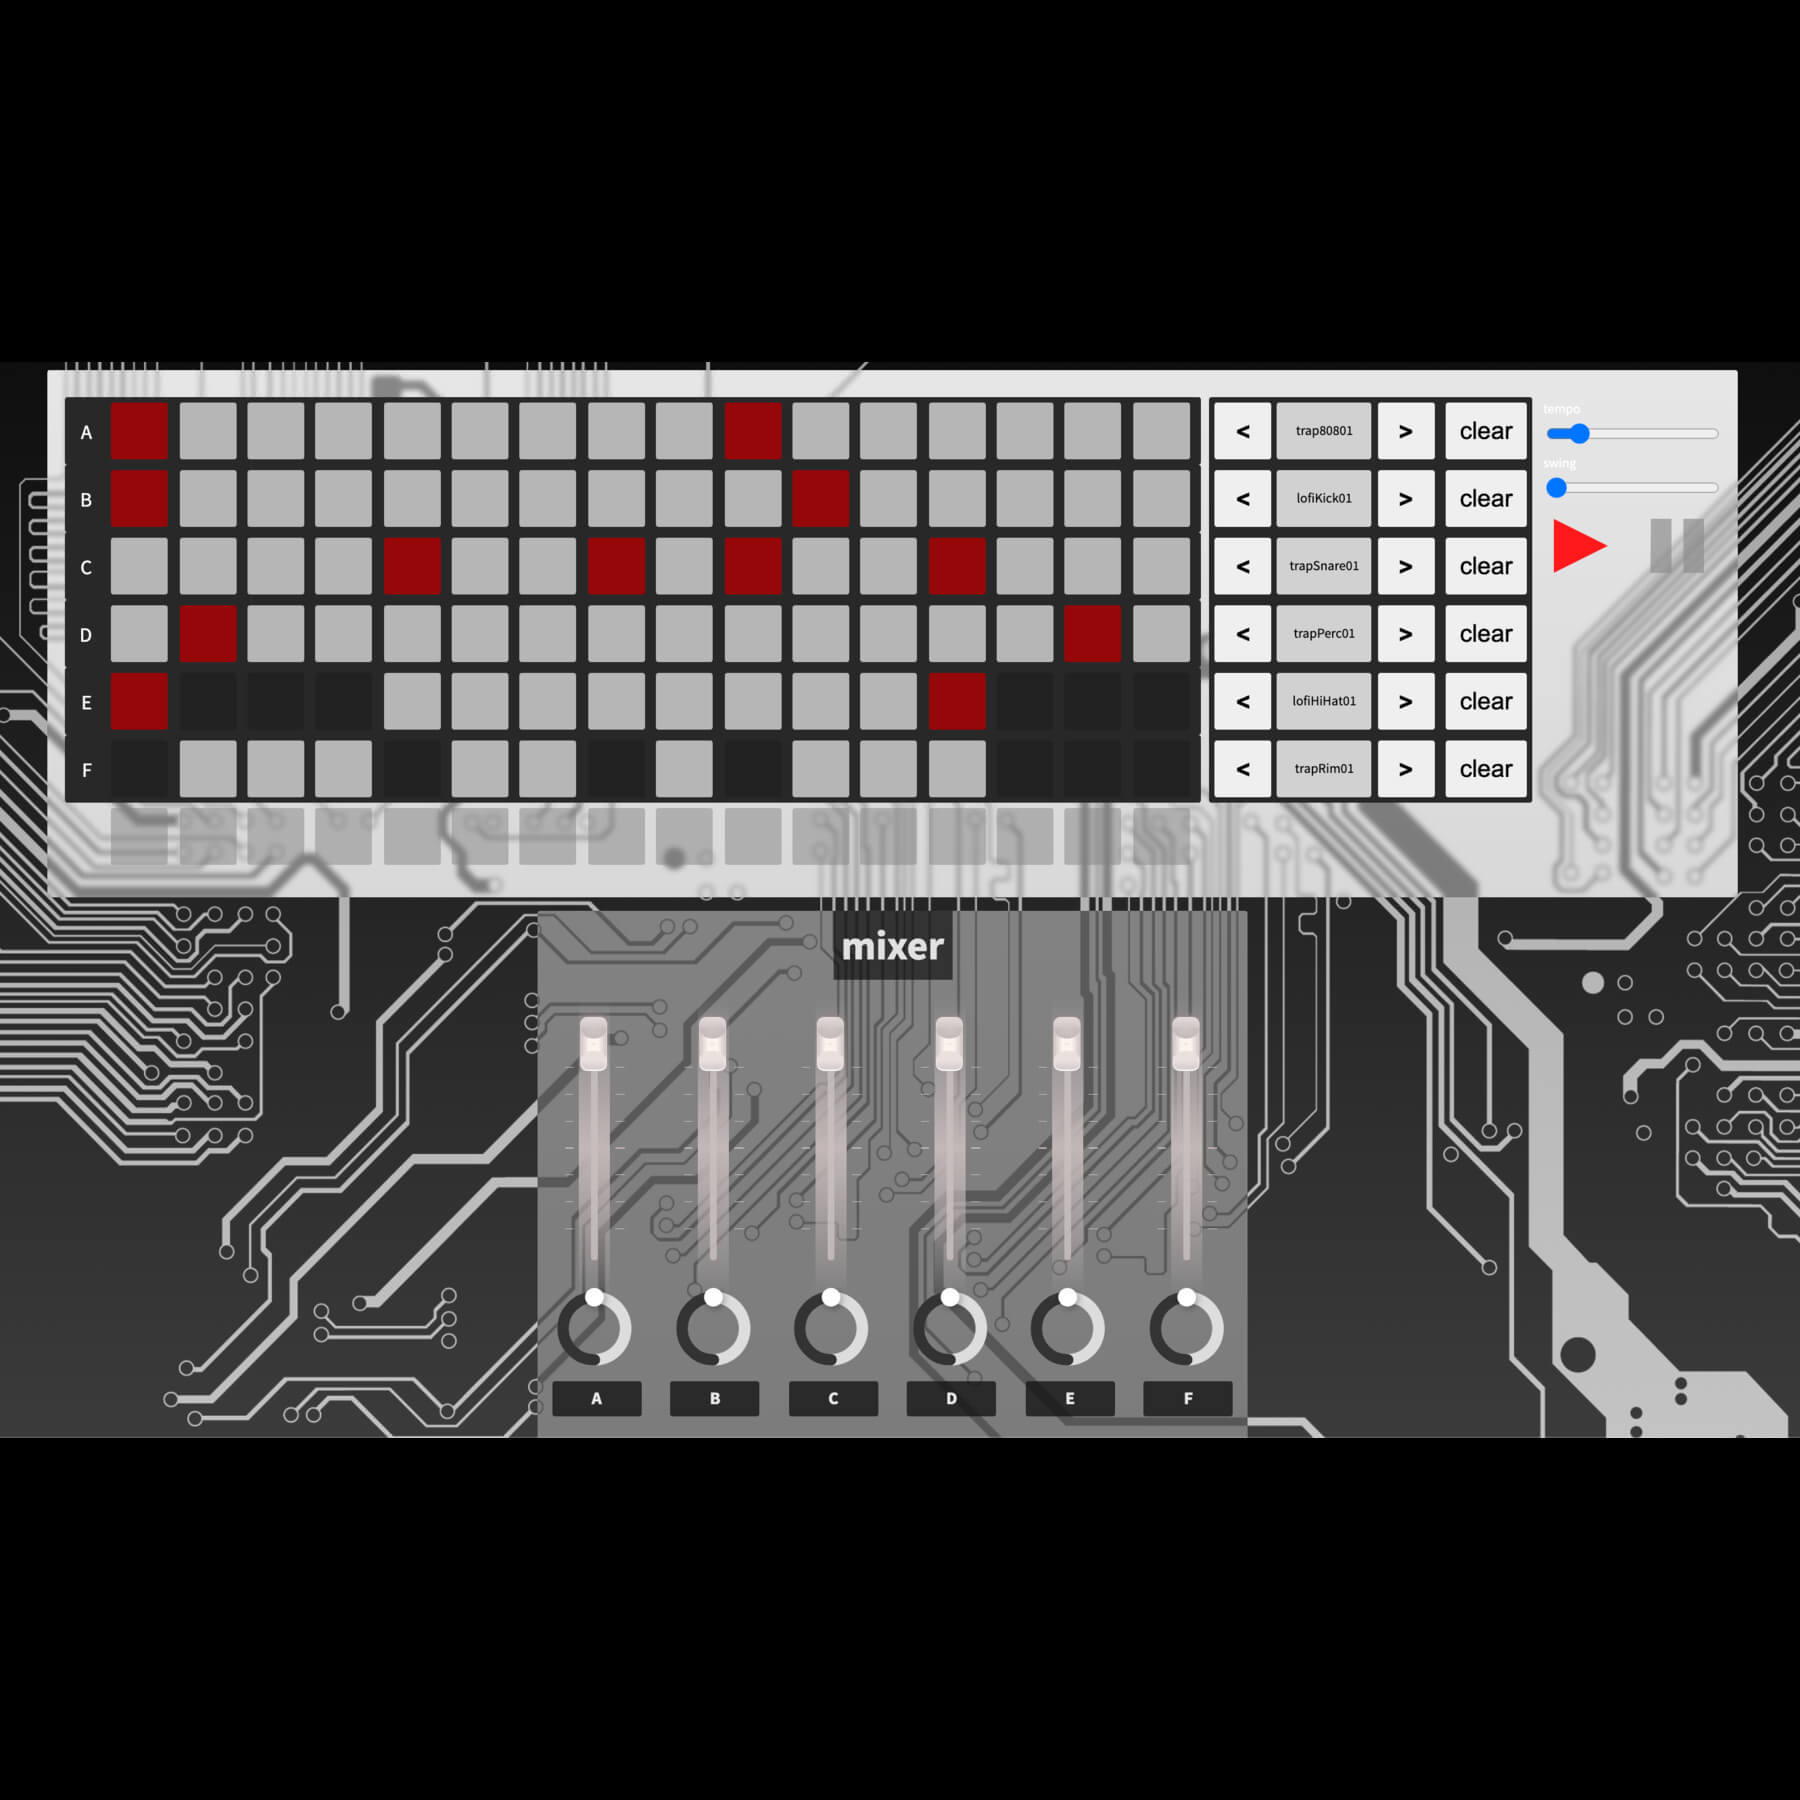 A < trap80801 > clear
tempo
B < lofiKick01 > clear
swing
C < trapSnare01 > clear
D < trapPerc01 > clear
E < lofiHiHat01 > clear
F < trapRim01 > clear
mixer
A B C D E F